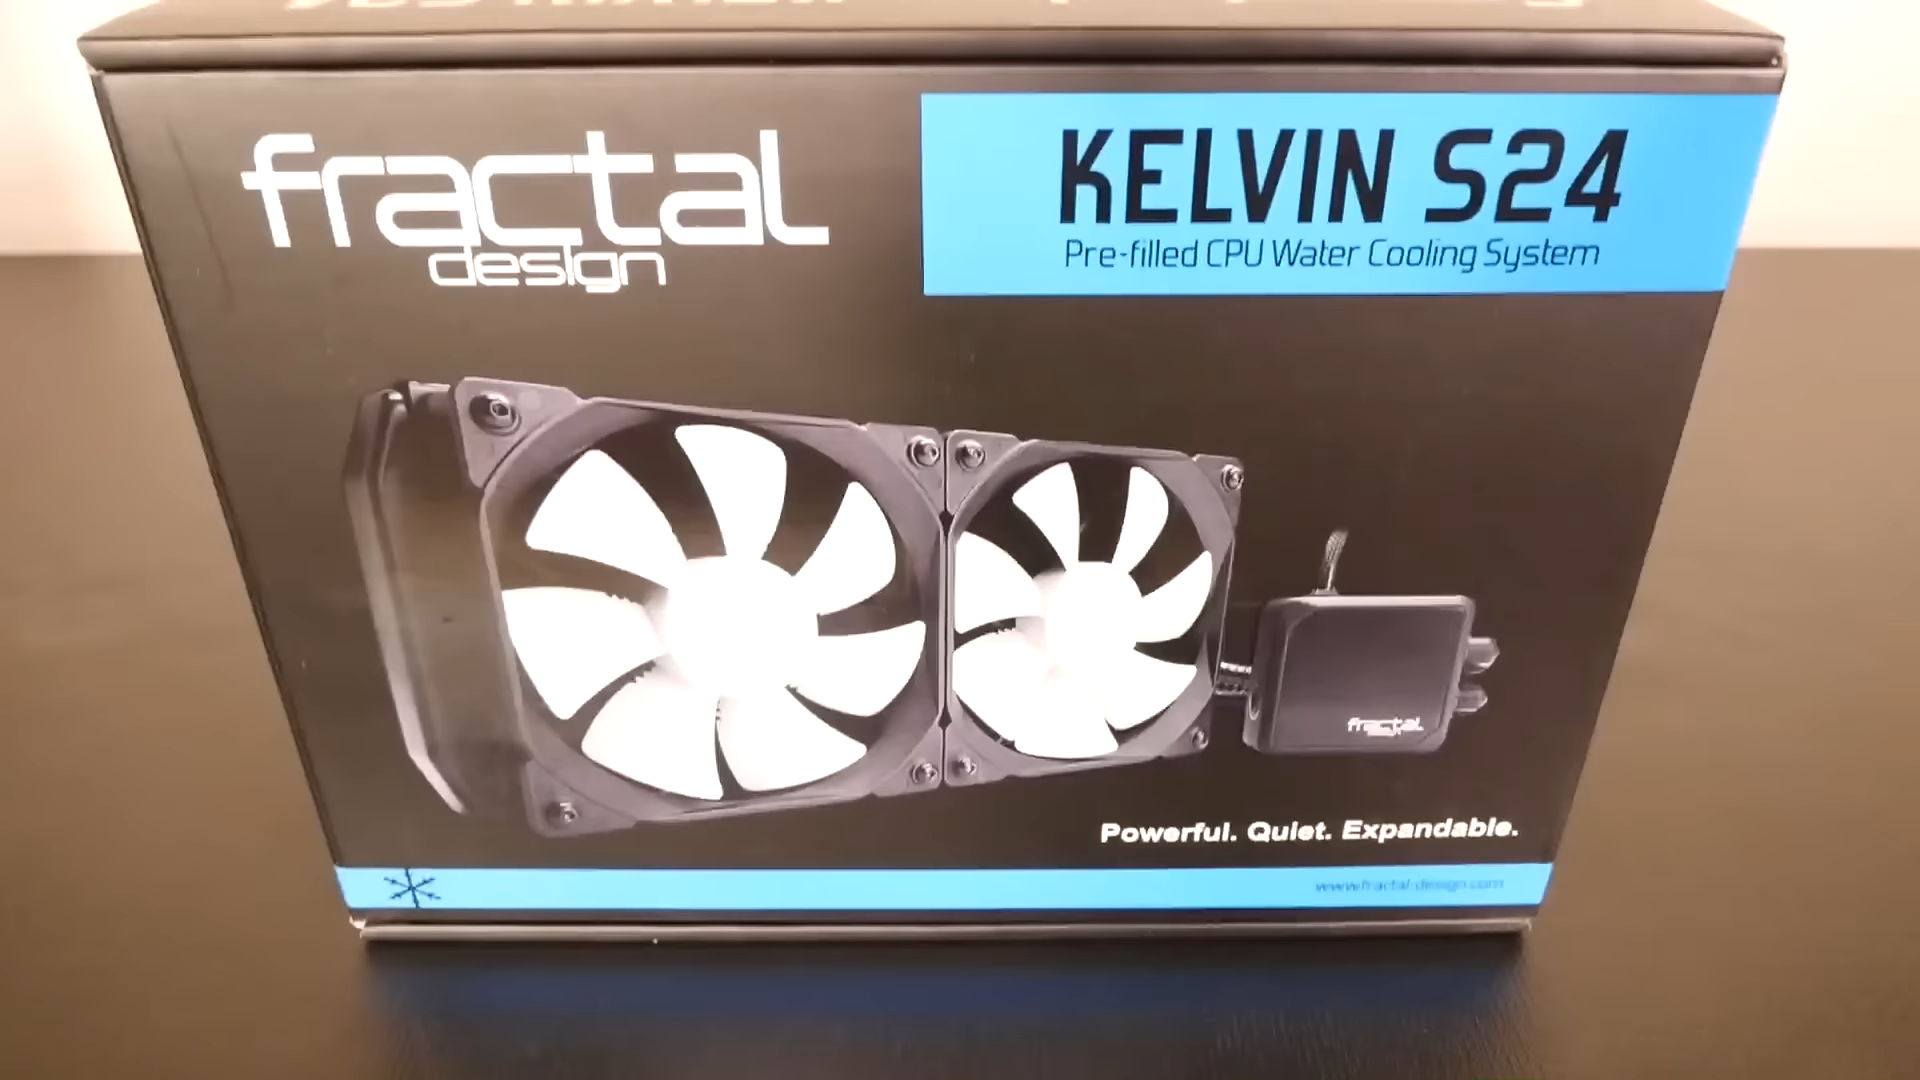 fractal
design
KELVIN S24
Pre-filled CPU Water Cooling System
fractal
design
Powerful. Quiet. Expandable.
www.fractal-design.com